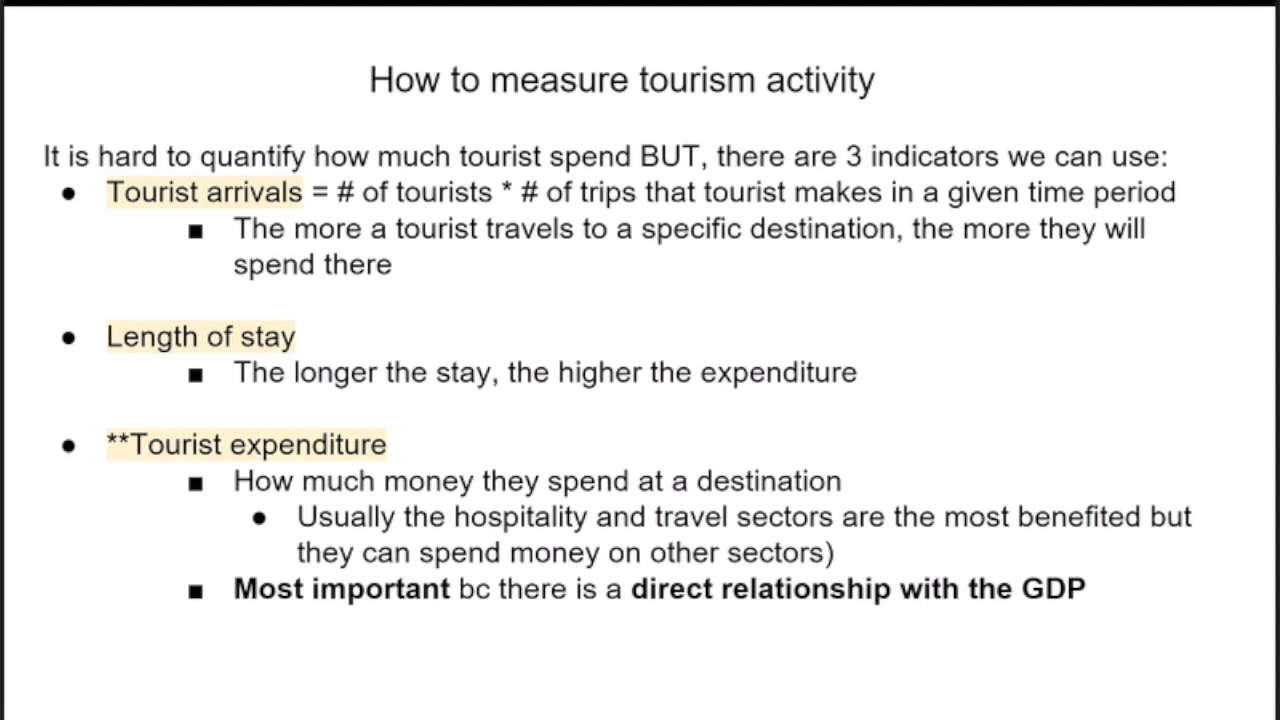 How to measure tourism activity
It is hard to quantify how much tourist spend BUT, there are 3 indicators we can use:
● Tourist arrivals = # of tourists * # of trips that tourist makes in a given time period
■ The more a tourist travels to a specific destination, the more they will
spend there
● Length of stay
■ The longer the stay, the higher the expenditure
● **Tourist expenditure
■ How much money they spend at a destination
● Usually the hospitality and travel sectors are the most benefited but
they can spend money on other sectors)
■ Most important bc there is a direct relationship with the GDP